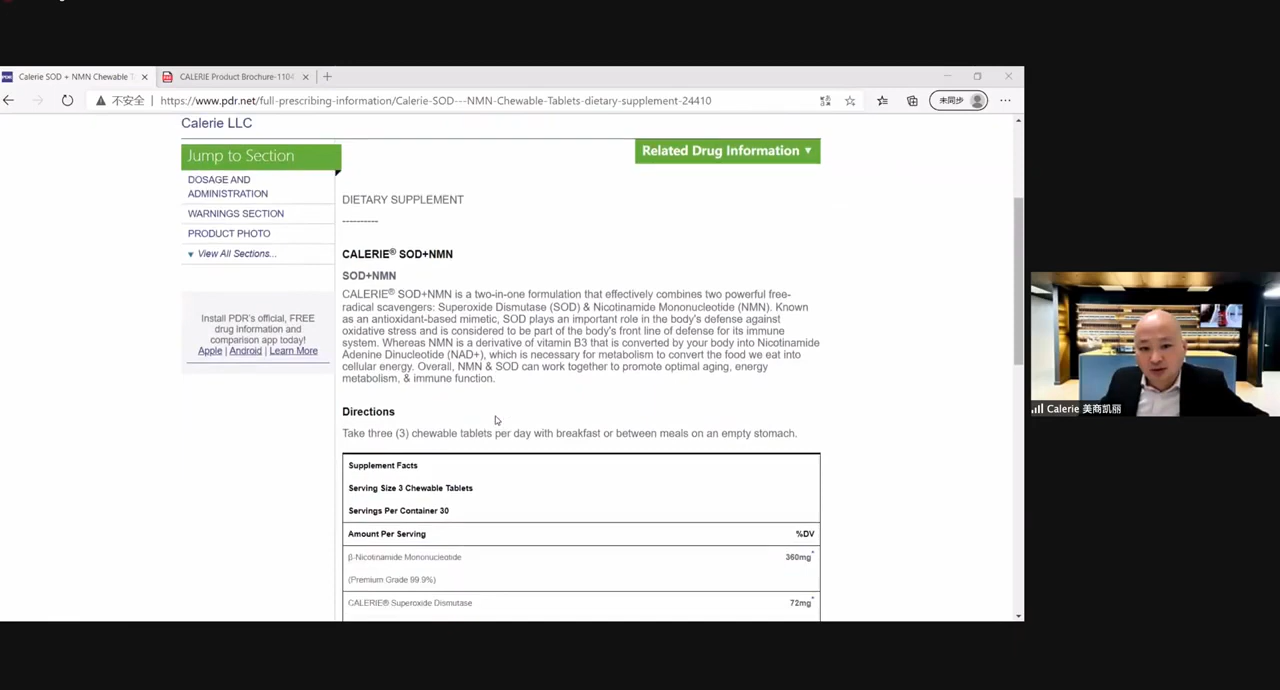 Calerie SOD + NMN Chewable T
CALERIE Product Brochure-110
不安全
https://www.pdr.net/full-prescribing-information/Calerie-SOD---NMN-Chewable-Tablets-dietary-supplement-24410
未同步
Calerie LLC
Jump to Section
DOSAGE AND
ADMINISTRATION
WARNINGS SECTION
PRODUCT PHOTO
▼ View All Sections...
Install PDR's official, FREE
drug information and
comparison app today!
Apple | Android | Learn More
Related Drug Information ▼
DIETARY SUPPLEMENT
----------
CALERIE® SOD+NMN
SOD+NMN
CALERIE® SOD+NMN is a two-in-one formulation that effectively combines two powerful free-
radical scavengers: Superoxide Dismutase (SOD) & Nicotinamide Mononucleotide (NMN). Known
as an antioxidant-based mimetic, SOD plays an important role in the body's defense against
oxidative stress and is considered to be part of the body's front line of defense for its immune
system. Whereas NMN is a derivative of vitamin B3 that is converted by your body into Nicotinamide
Adenine Dinucleotide (NAD+), which is necessary for metabolism to convert the food we eat into
cellular energy. Overall, NMN & SOD can work together to promote optimal aging, energy
metabolism, & immune function.
Directions
Take three (3) chewable tablets per day with breakfast or between meals on an empty stomach.
Supplement Facts
Serving Size 3 Chewable Tablets
Servings Per Container 30
Amount Per Serving %DV
β-Nicotinamide Mononucleotide 360mg*
(Premium Grade 99.9%)
CALERIE® Superoxide Dismutase 72mg*
Calerie 美商凯丽